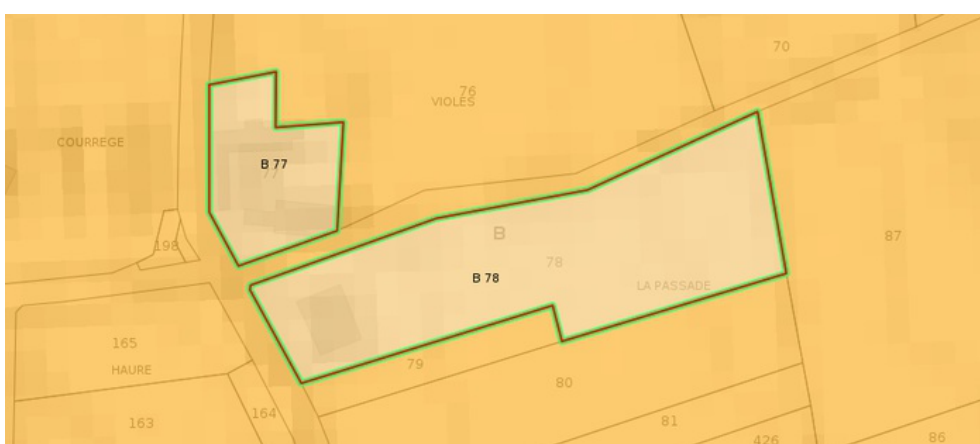 70
76
VIOLES
COURREGE
B 77
77
B
198
87
78
B 78
LA PASSADE
165
79
HAURE
80
164
81
163
426
86